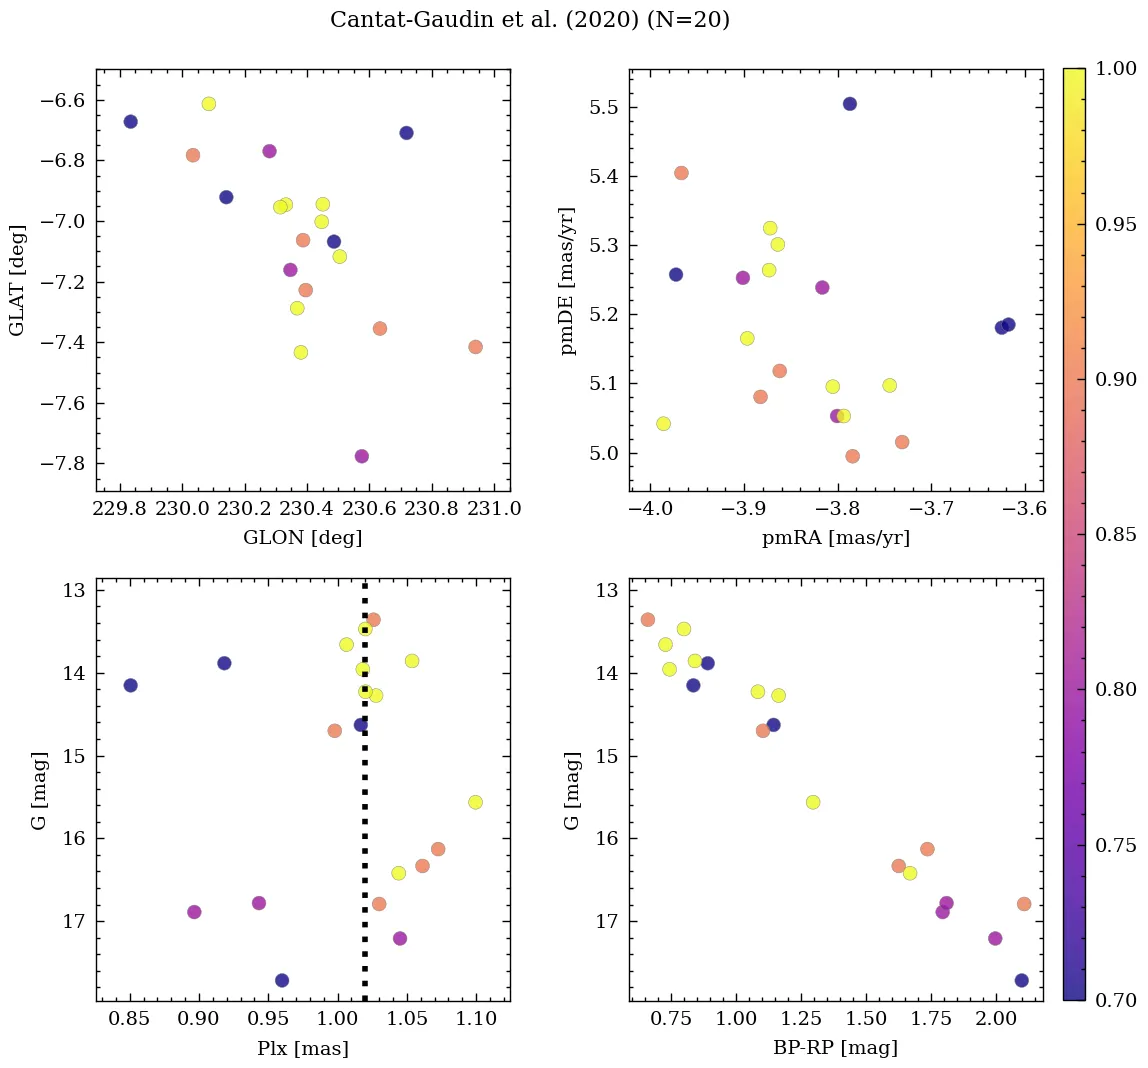 Cantat-Gaudin et al. (2020) (N=20)
−6.6
−6.8
−7.0
−7.2
−7.4
−7.6
−7.8
GLAT [deg]
229.8 230.0 230.2 230.4 230.6 230.8 231.0
GLON [deg]
5.5
5.4
5.3
5.2
5.1
5.0
pmDE [mas/yr]
−4.0 −3.9 −3.8 −3.7 −3.6
pmRA [mas/yr]
13
14
15
16
17
G [mag]
0.85 0.90 0.95 1.00 1.05 1.10
Plx [mas]
13
14
15
16
17
G [mag]
0.75 1.00 1.25 1.50 1.75 2.00
BP-RP [mag]
1.00
0.95
0.90
0.85
0.80
0.75
0.70